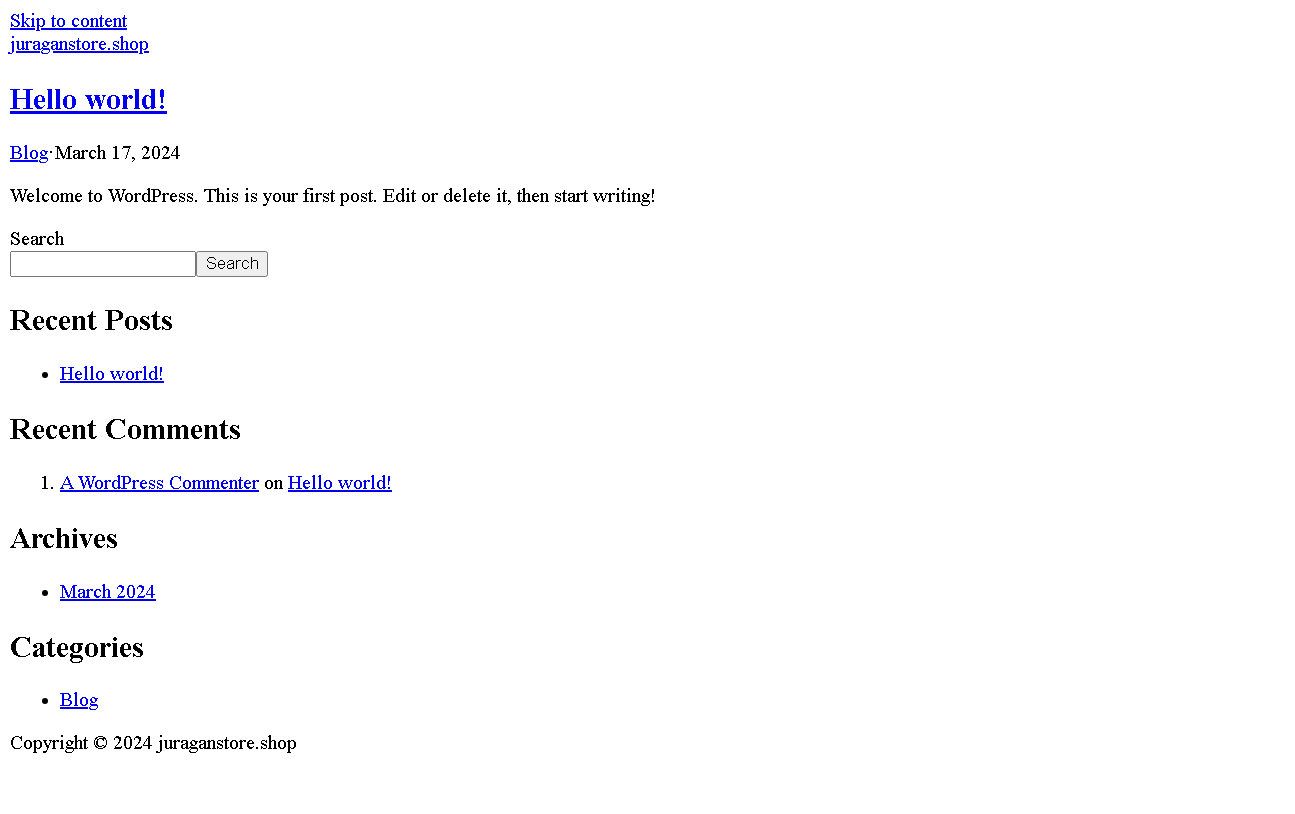 Skip to content
juraganstore.shop
Hello world!
Blog·March 17, 2024
Welcome to WordPress. This is your first post. Edit or delete it, then start writing!
Search
Search
Recent Posts
Hello world!
Recent Comments
1. A WordPress Commenter on Hello world!
Archives
March 2024
Categories
Blog
Copyright © 2024 juraganstore.shop